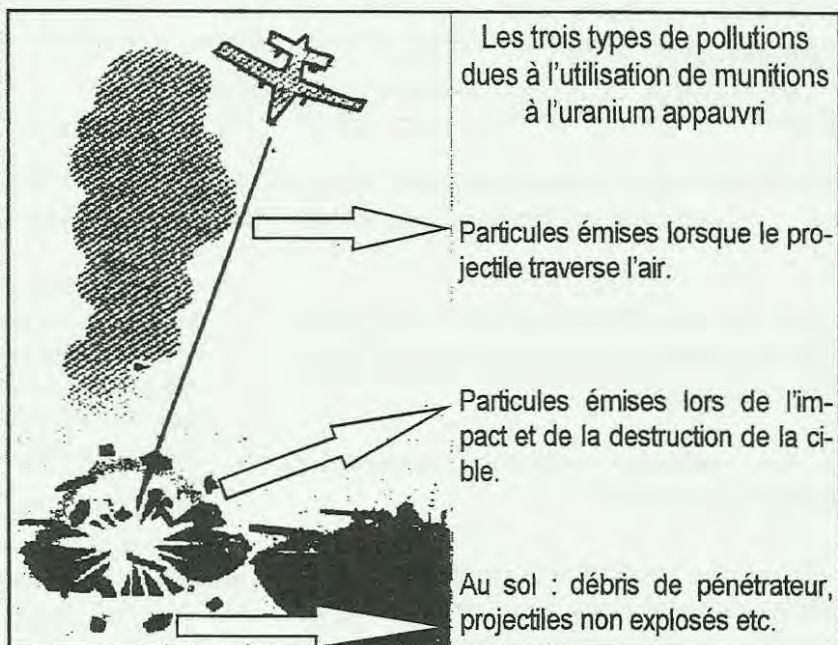 Les trois types de pollutions
dues à l'utilisation de munitions
à l'uranium appauvri
Particules émises lorsque le pro-
jectile traverse l'air.
Particules émises lors de l'im-
pact et de la destruction de la ci-
ble.
Au sol : débris de pénétrateur,
projectiles non explosés etc.